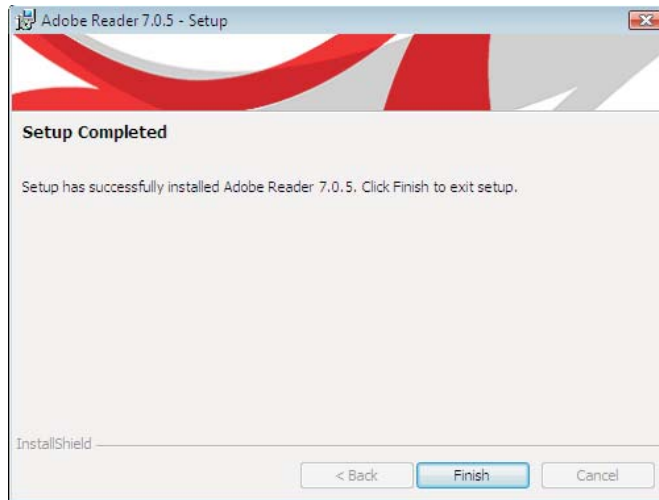 Adobe Reader 7.0.5 - Setup
Setup Completed
Setup has successfully installed Adobe Reader 7.0.5. Click Finish to exit setup.
InstallShield
< Back Finish Cancel